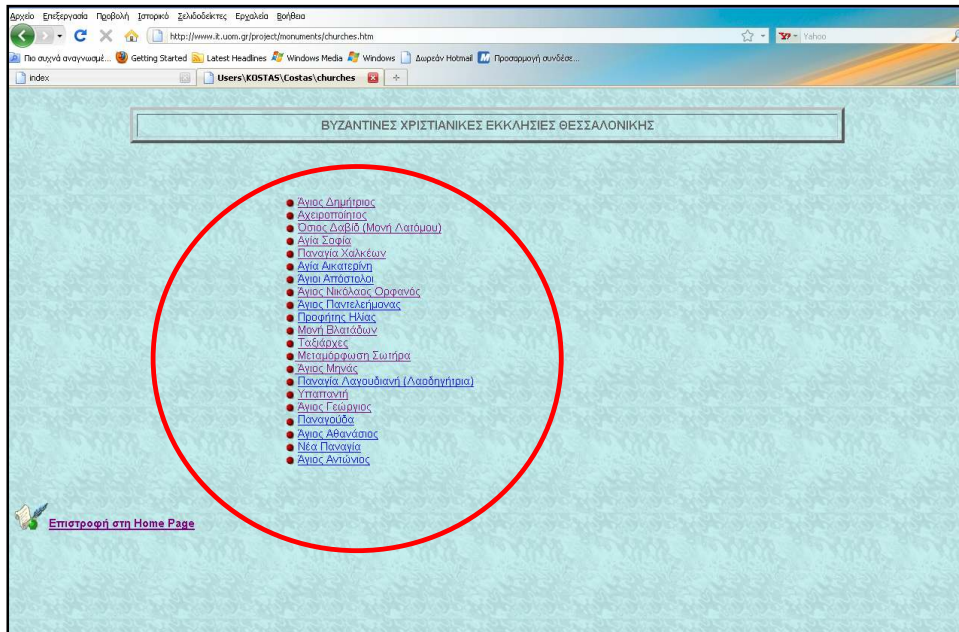 Αρχείο Επεξεργασία Προβολή Ιστορικό Σελιδοδείκτες Εργαλεία Βοήθεια
http://www.it.uom.gr/project/monuments/churches.htm Yahoo
Πιο συχνά αναγνωσμέ... Getting Started Latest Headlines Windows Media Windows Δωρεάν Hotmail Προσαρμογή συνδέσε...
index Users\KOSTAS\Costas\churches
ΒΥΖΑΝΤΙΝΕΣ ΧΡΙΣΤΙΑΝΙΚΕΣ ΕΚΚΛΗΣΙΕΣ ΘΕΣΣΑΛΟΝΙΚΗΣ
Άγιος Δημήτριος
Αχειροποίητος
Όσιος Δαβίδ (Μονή Λατόμου)
Αγία Σοφία
Παναγία Χαλκέων
Αγία Αικατερίνη
Άγιοι Απόστολοι
Άγιος Νικόλαος Ορφανός
Άγιος Παντελεήμονας
Προφήτης Ηλίας
Μονή Βλατάδων
Ταξιάρχες
Μεταμόρφωση Σωτήρα
Άγιος Μηνάς
Παναγία Λαγουδιανή (Λαοδηγήτρια)
Υπαπαντή
Άγιος Γεώργιος
Παναγούδα
Άγιος Αθανάσιος
Νέα Παναγία
Άγιος Αντώνιος
Επιστροφή στη Home Page